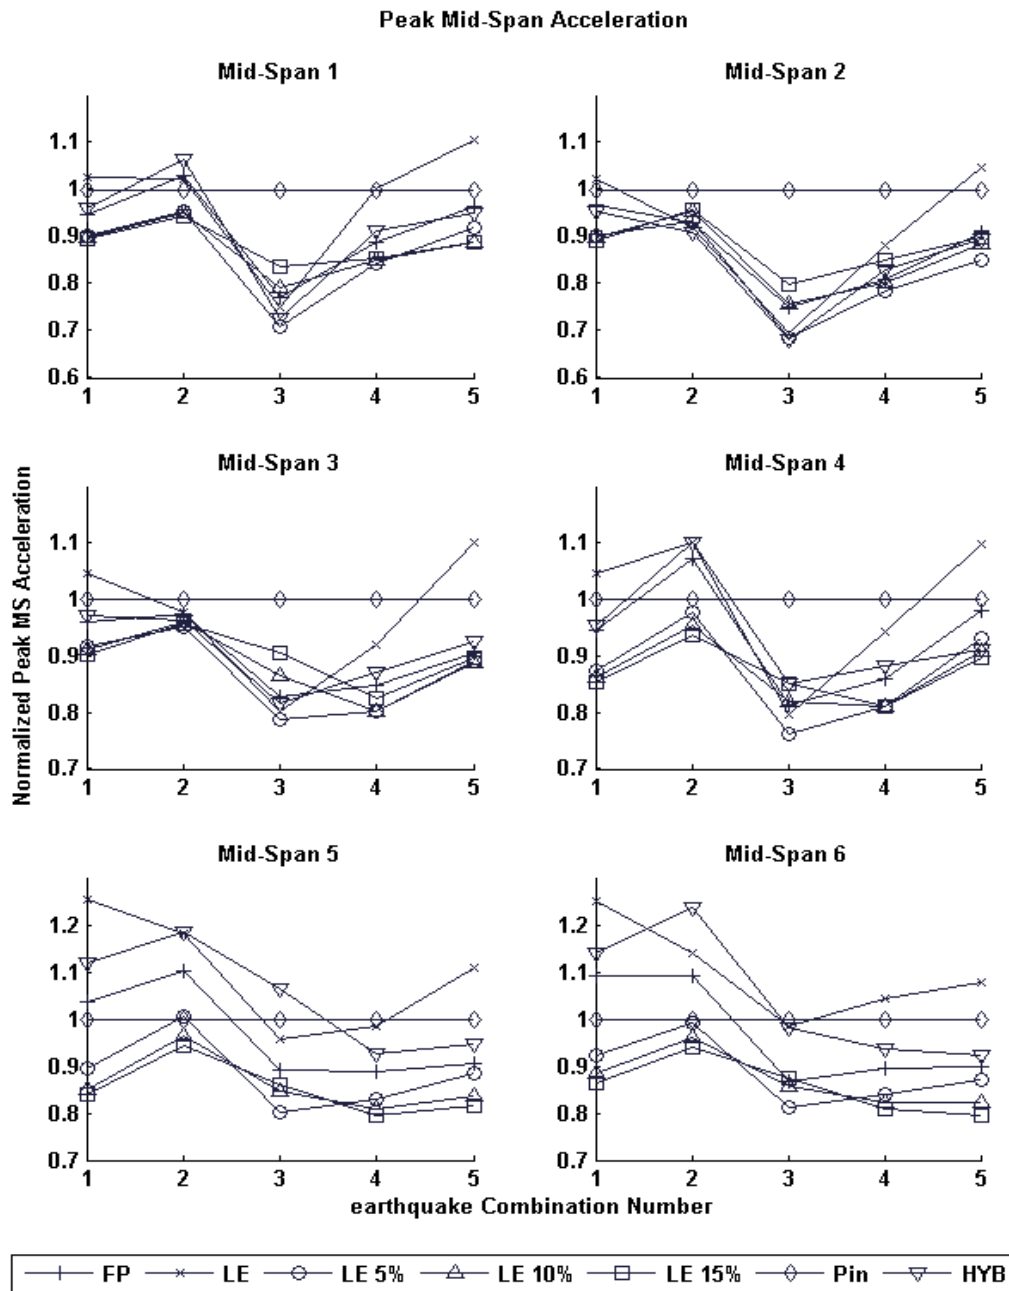 Peak Mid-Span Acceleration
Mid-Span 1
Mid-Span 2
1.1
1
0.9
0.8
0.7
0.6
1 2 3 4 5
1.1
1
0.9
0.8
0.7
0.6
1 2 3 4 5
Mid-Span 3
Mid-Span 4
Normalized Peak MS Acceleration
1.1
1
0.9
0.8
0.7
1 2 3 4 5
1.1
1
0.9
0.8
0.7
1 2 3 4 5
Mid-Span 5
Mid-Span 6
1.2
1.1
1
0.9
0.8
0.7
1 2 3 4 5
1.2
1.1
1
0.9
0.8
0.7
1 2 3 4 5
earthquake Combination Number
FP LE LE 5% LE 10% LE 15% Pin HYB